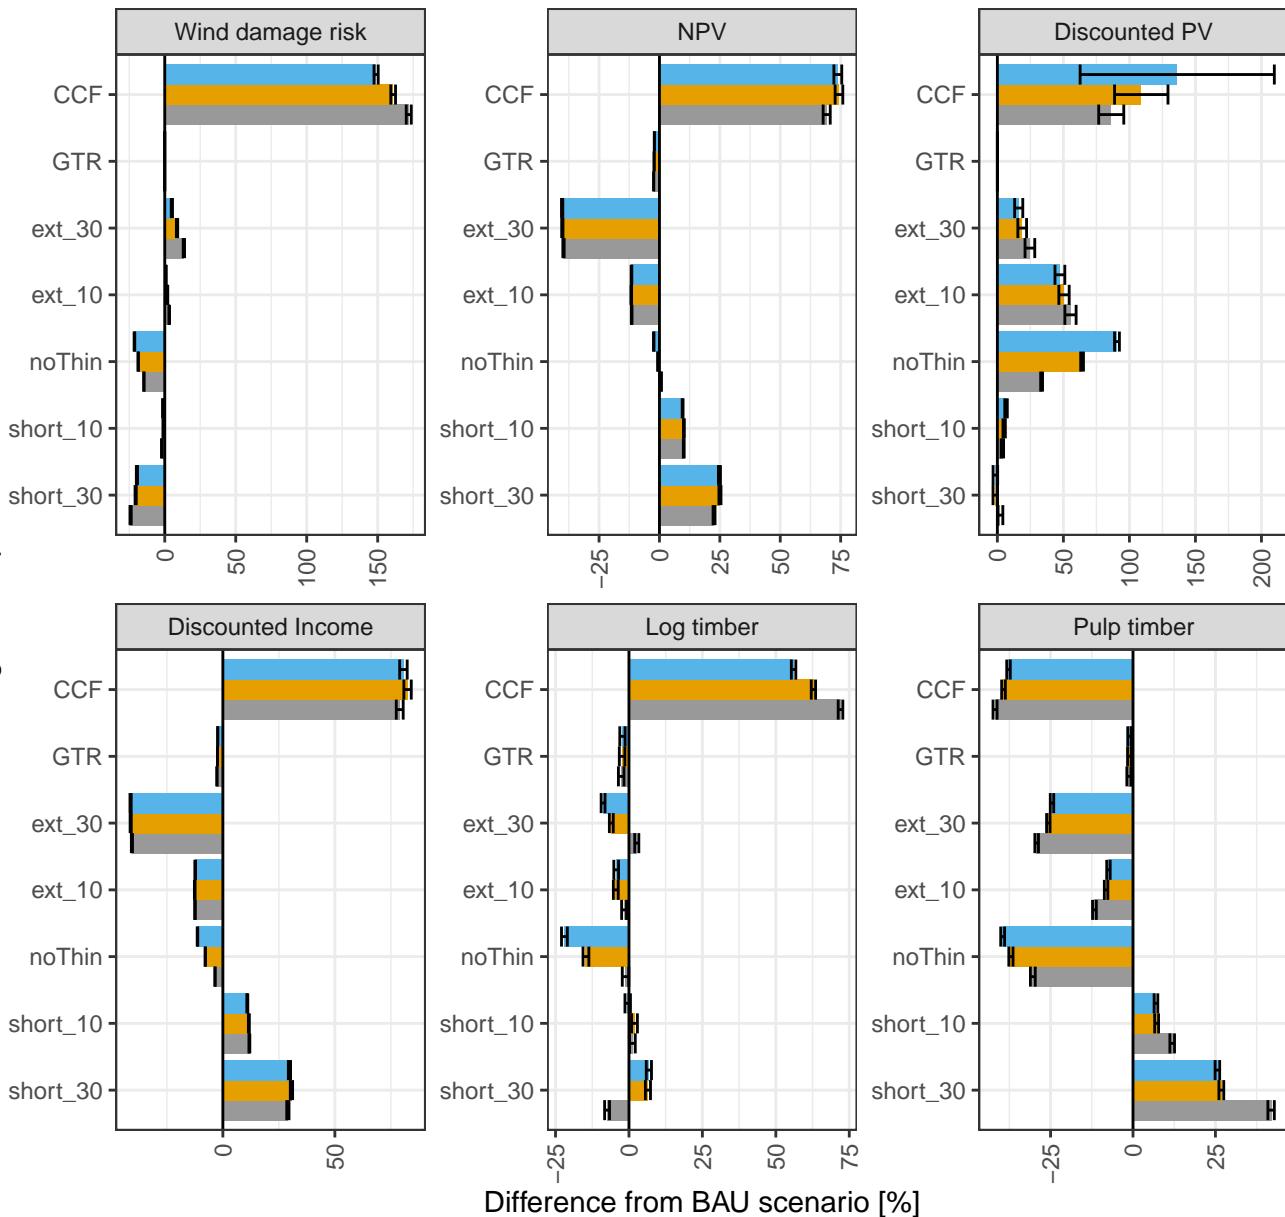 Wind damage risk
NPV
Discounted PV
CCF
GTR
ext_30
ext_10
noThin
short_10
short_30
CCF
GTR
ext_30
ext_10
noThin
short_10
short_30
CCF
GTR
ext_30
ext_10
noThin
short_10
short_30
0 50 100 150
−25 0 25 50 75
0 50 100 150 200
Discounted Income
Log timber
Pulp timber
CCF
GTR
ext_30
ext_10
noThin
short_10
short_30
CCF
GTR
ext_30
ext_10
noThin
short_10
short_30
CCF
GTR
ext_30
ext_10
noThin
short_10
short_30
0 50
−25 0 25 50 75
−25 0 25
Difference from BAU scenario [%]